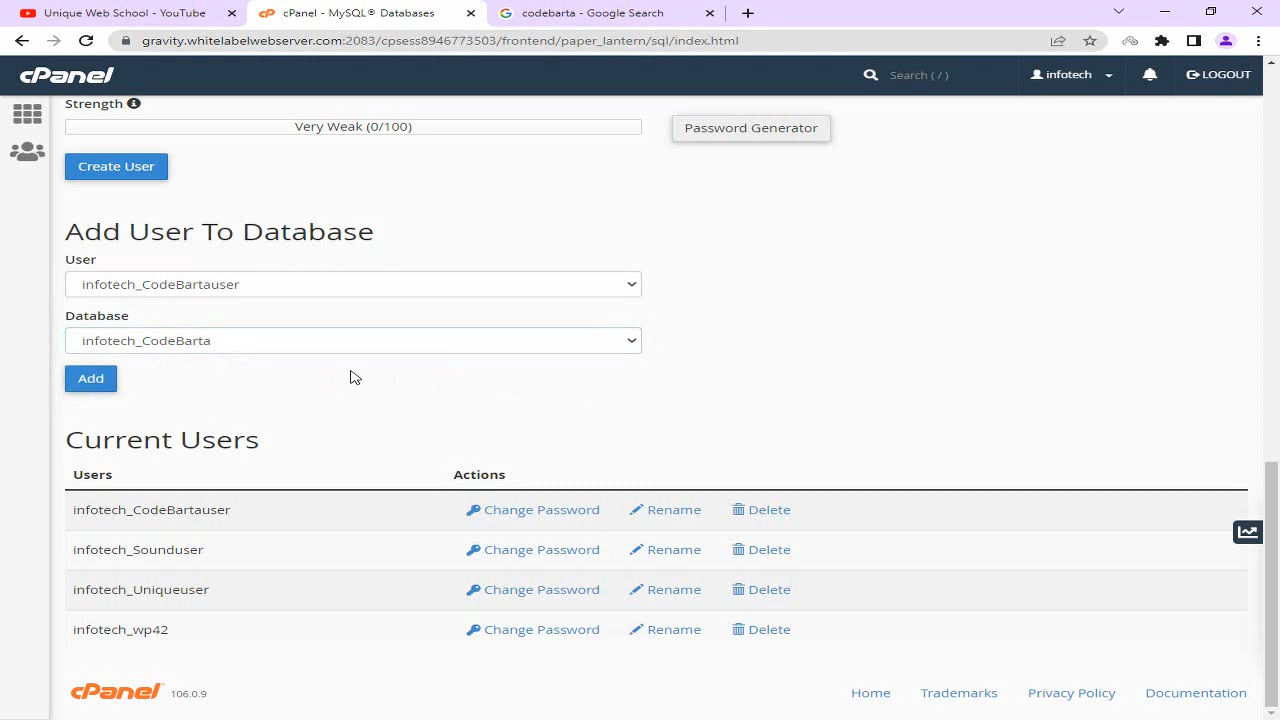 Unique Web School - YouTube
cPanel - MySQL® Databases
codebarta - Google Search
gravity.whitelabelwebserver.com:2083/cpsess8946773503/frontend/paper_lantern/sql/index.html
cPanel
Search ( / )
infotech
LOGOUT
Strength
Very Weak (0/100)
Password Generator
Create User
Add User To Database
User
infotech_CodeBartauser
Database
infotech_CodeBarta
Add
Current Users
Users Actions
infotech_CodeBartauser Change Password Rename Delete
infotech_Sounduser Change Password Rename Delete
infotech_Uniqueuser Change Password Rename Delete
infotech_wp42 Change Password Rename Delete
cPanel 106.0.9 Home Trademarks Privacy Policy Documentation